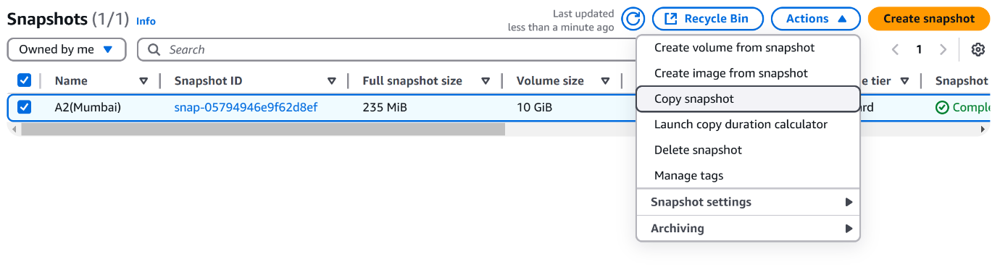 Snapshots (1/1) Info
Last updated
less than a minute ago
Recycle Bin
Actions
Create snapshot
Owned by me
Search
1
Name
Snapshot ID
Full snapshot size
Volume size
e tier
Snapshot
A2(Mumbai)
snap-05794946e9f62d8ef
235 MiB
10 GiB
rd
Comple
Create volume from snapshot
Create image from snapshot
Copy snapshot
Launch copy duration calculator
Delete snapshot
Manage tags
Snapshot settings
Archiving